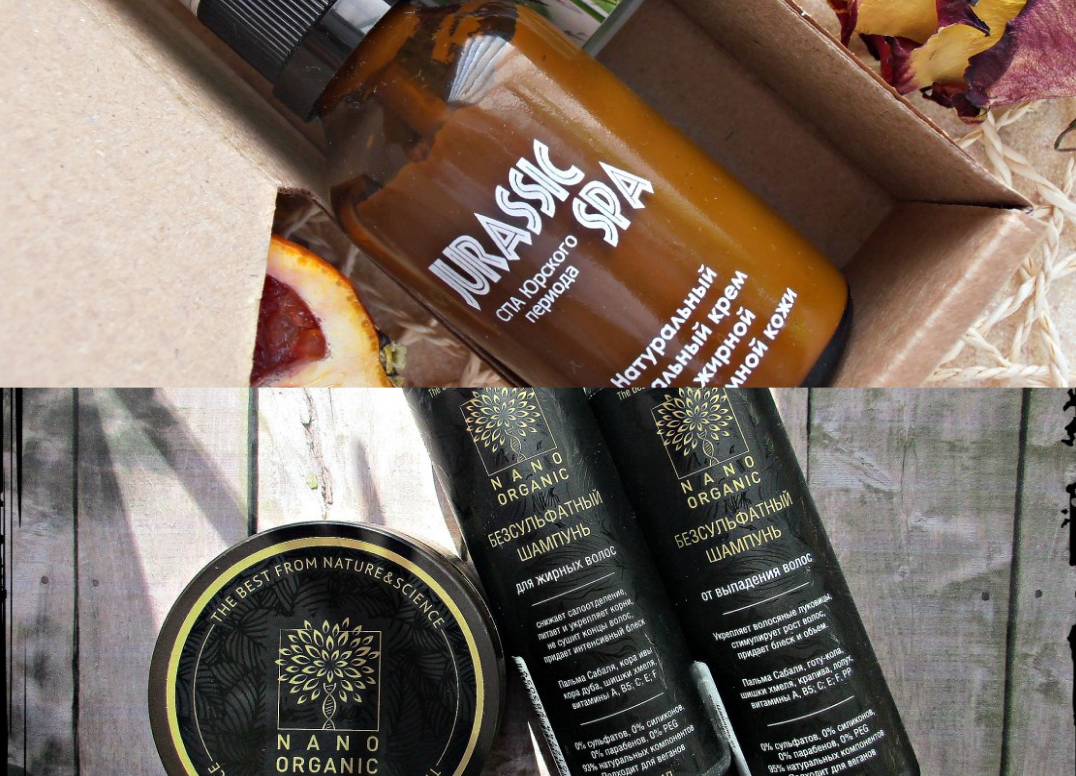 JURASSIC
SPA
СПА Юрского
периода
Натуральный
крем
жирной
кожи
NANO
ORGANIC
БЕЗСУЛЬФАТНЫЙ
ШАМПУНЬ
для жирных волос
снижает салоотделение,
питает и укрепляет корни,
не сушит концы волос,
придает интенсивный блеск
Пальма Сабаля, кора ивы
кора дуба, шишки хмеля,
витамины А, В5; С; Е; F
0% сульфатов, 0% силиконов,
0% парабенов, 0% PEG
93% натуральных компонентов
Подходит для веганов
NANO
ORGANIC
БЕЗСУЛЬФАТНЫЙ
ШАМПУНЬ
от выпадения волос
Укрепляет волосяные луковицы,
стимулирует рост волос,
придает блеск и объем
Пальма Сабаля, готу-кола,
шишки хмеля, крапива, лопух,
витамины А, В5; С; Е; F, PP
0% сульфатов, 0% силиконов,
0% парабенов, 0% PEG
95% натуральных компонентов
Подходит для веганов
THE BEST FROM NATURE&SCIENCE
NANO
ORGANIC